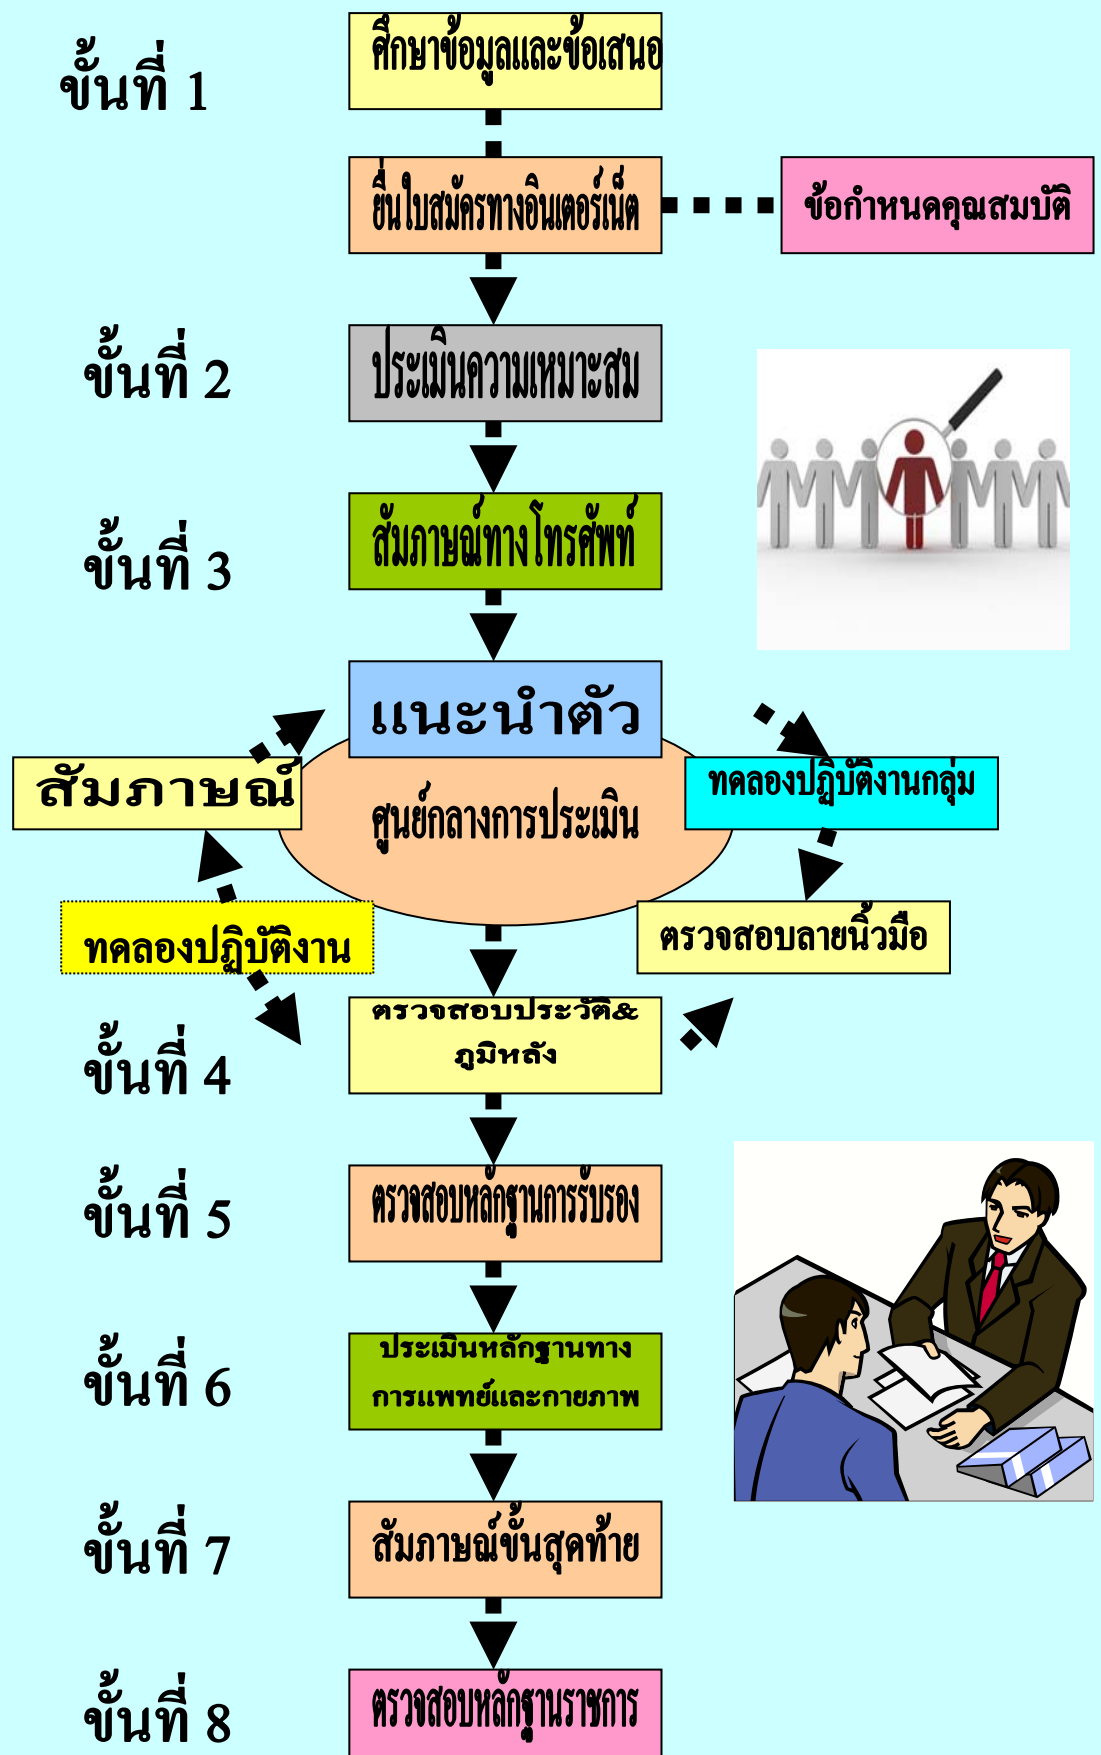 ศึกษาข้อมูลและข้อเสนอ
ขั้นที่ 1
ยื่นใบสมัครทางอินเตอร์เน็ต
ข้อกำหนดคุณสมบัติ
ขั้นที่ 2
ประเมินความเหมาะสม
ขั้นที่ 3
สัมภาษณ์ทางโทรศัพท์
แนะนำตัว
สัมภาษณ์
ศูนย์กลางการประเมิน
ทดลองปฏิบัติงานกลุ่ม
ทดลองปฏิบัติงาน
ตรวจสอบลายนิ้วมือ
ขั้นที่ 4
ตรวจสอบประวัติ&
ภูมิหลัง
ขั้นที่ 5
ตรวจสอบหลักฐานการรับรอง
ขั้นที่ 6
ประเมินหลักฐานทาง
การแพทย์และกายภาพ
ขั้นที่ 7
สัมภาษณ์ขั้นสุดท้าย
ขั้นที่ 8
ตรวจสอบหลักฐานราชการ